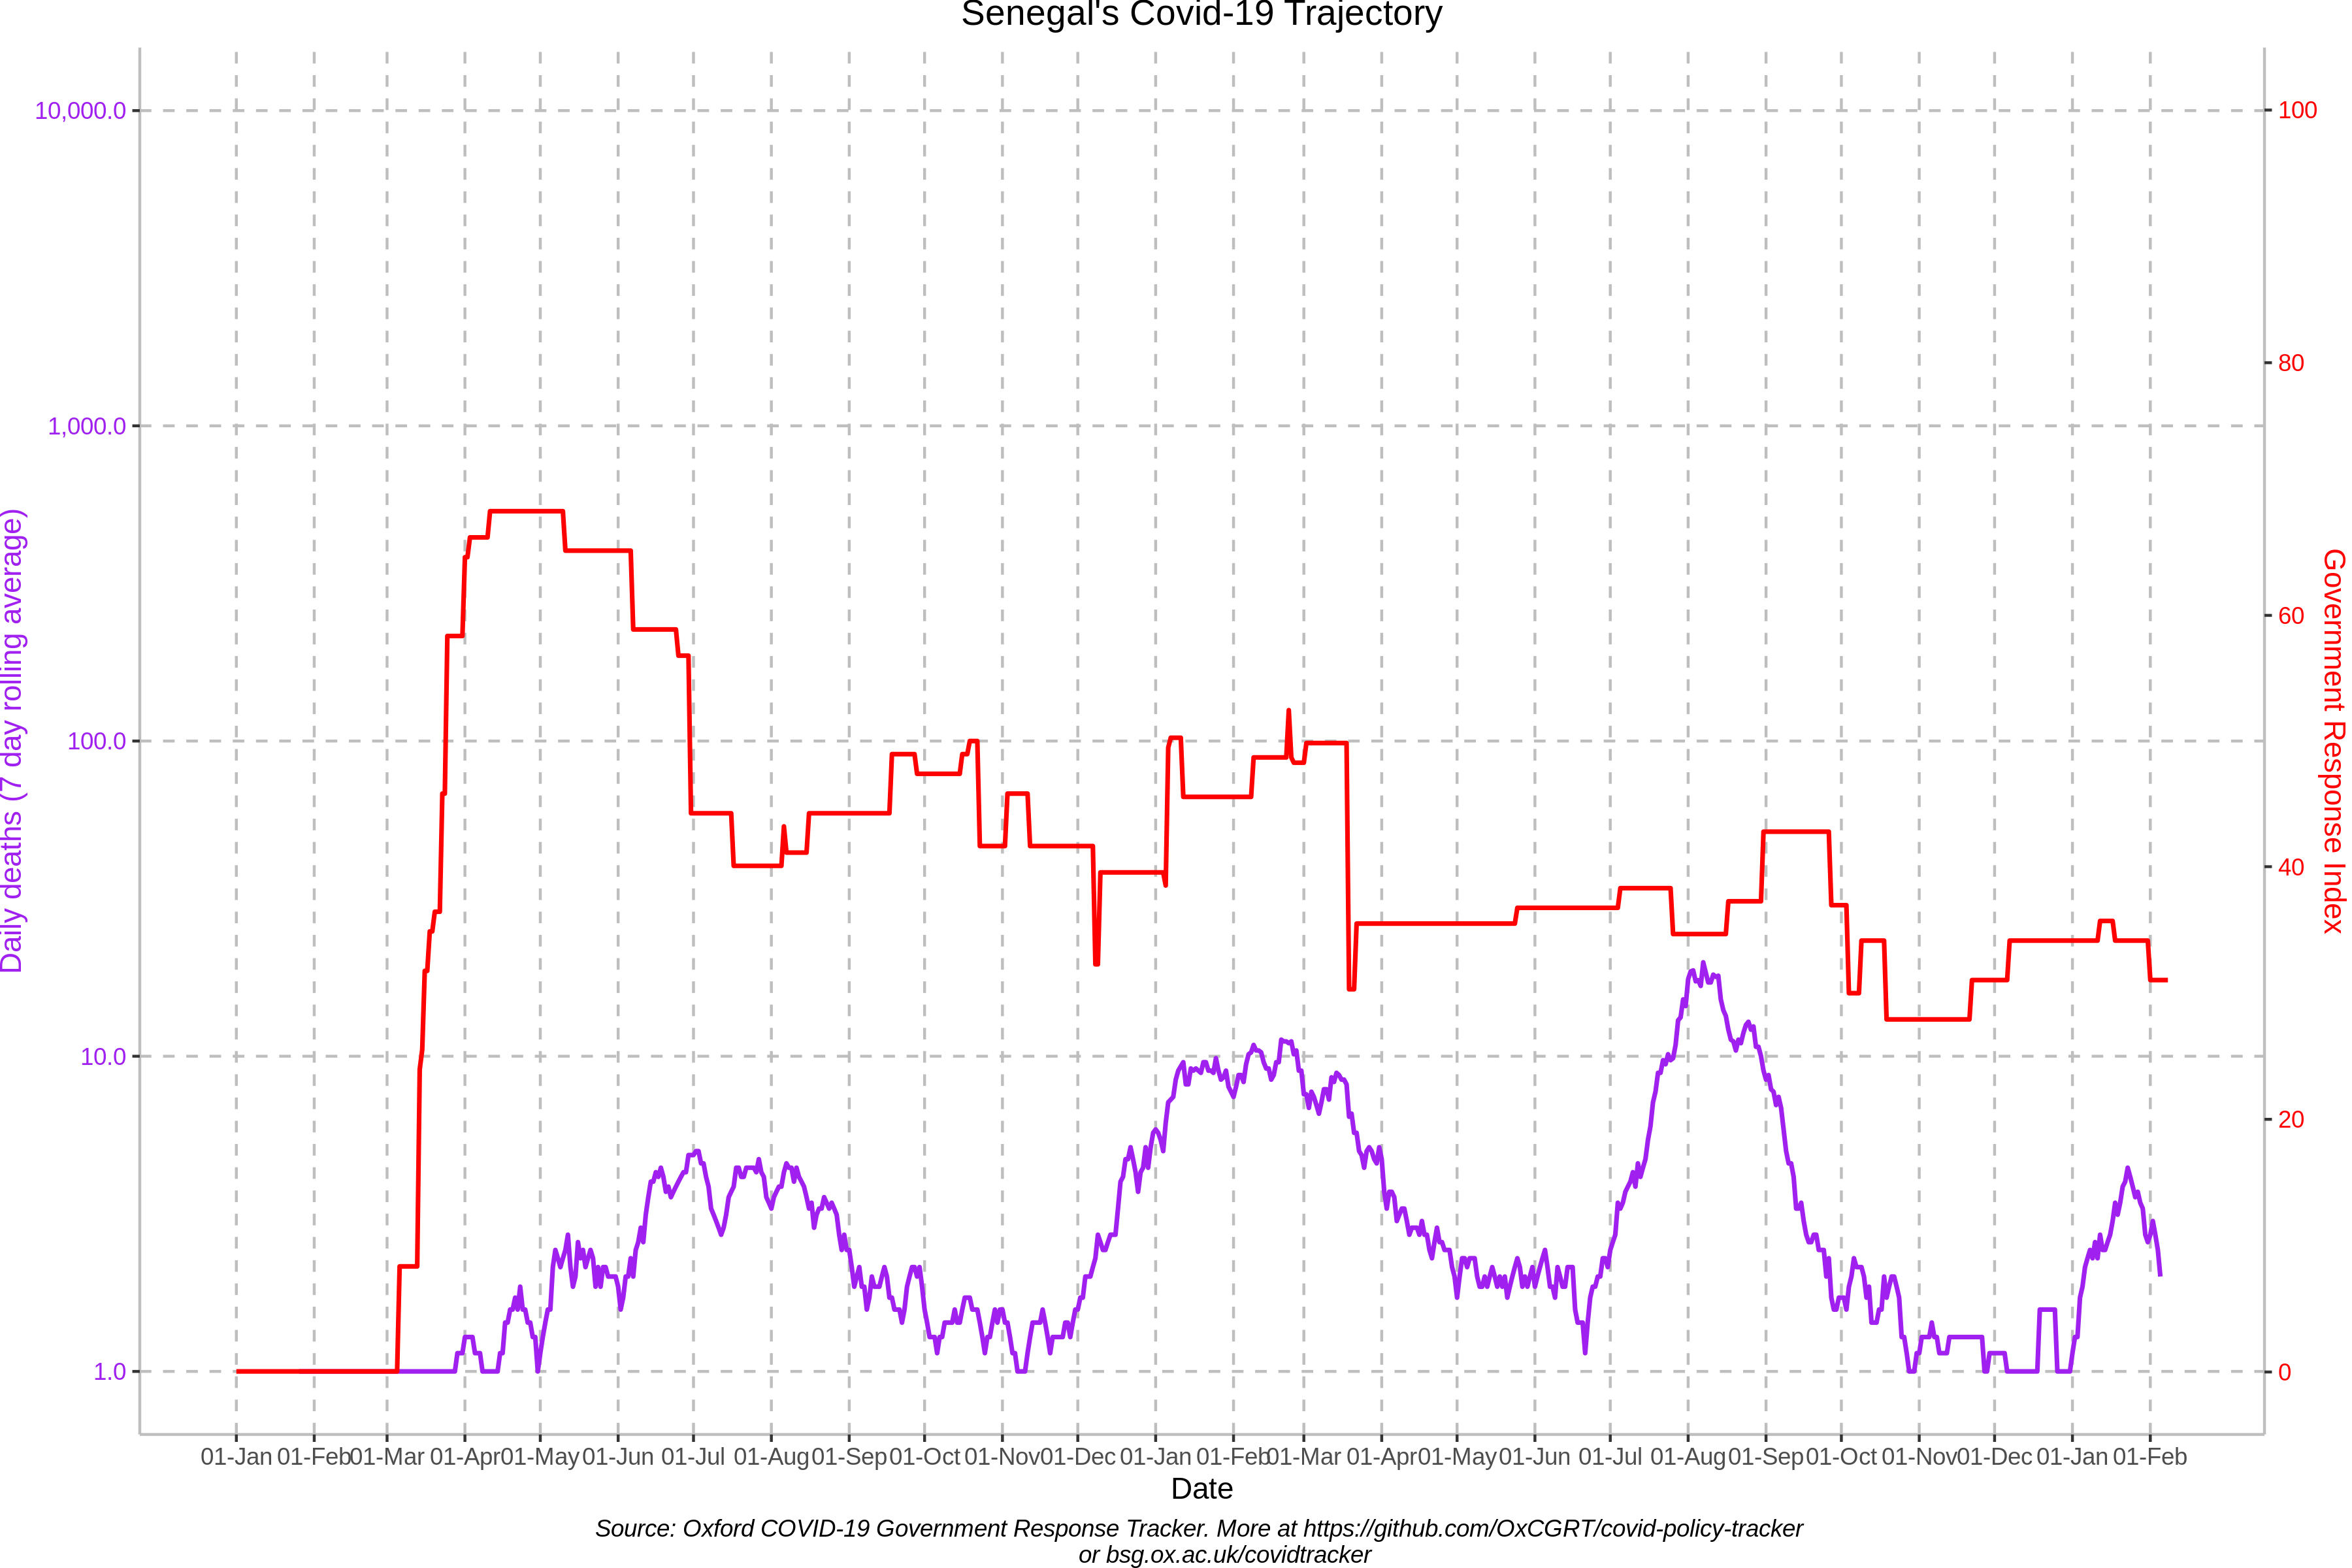 Senegal's Covid-19 Trajectory
10,000.0
1,000.0
100.0
10.0
1.0
Daily deaths (7 day rolling average)
100
80
60
40
20
0
Government Response Index
01-Jan 01-Feb 01-Mar 01-Apr 01-May 01-Jun 01-Jul 01-Aug 01-Sep 01-Oct 01-Nov 01-Dec 01-Jan 01-Feb 01-Mar 01-Apr 01-May 01-Jun 01-Jul 01-Aug 01-Sep 01-Oct 01-Nov 01-Dec 01-Jan 01-Feb
Date
Source: Oxford COVID-19 Government Response Tracker. More at https://github.com/OxCGRT/covid-policy-tracker
or bsg.ox.ac.uk/covidtracker